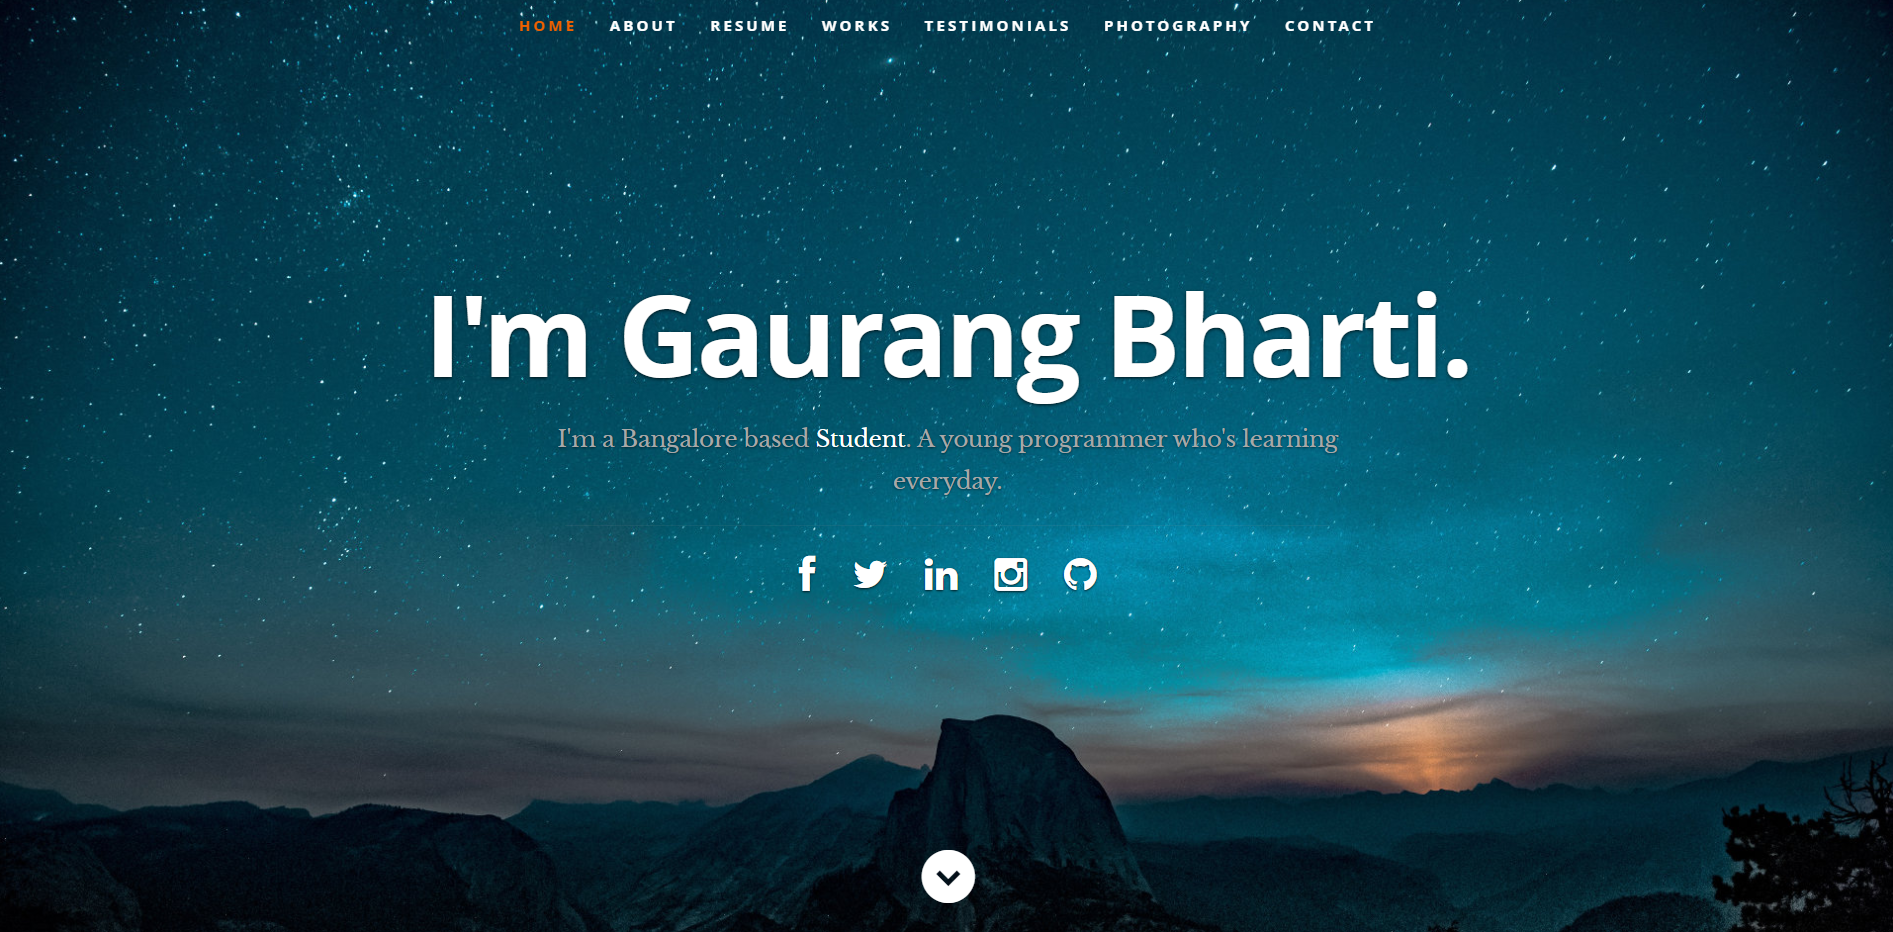 HOME ABOUT RESUME WORKS TESTIMONIALS PHOTOGRAPHY CONTACT
I'm Gaurang Bharti.
I'm a Bangalore based Student. A young programmer who's learning
everyday.